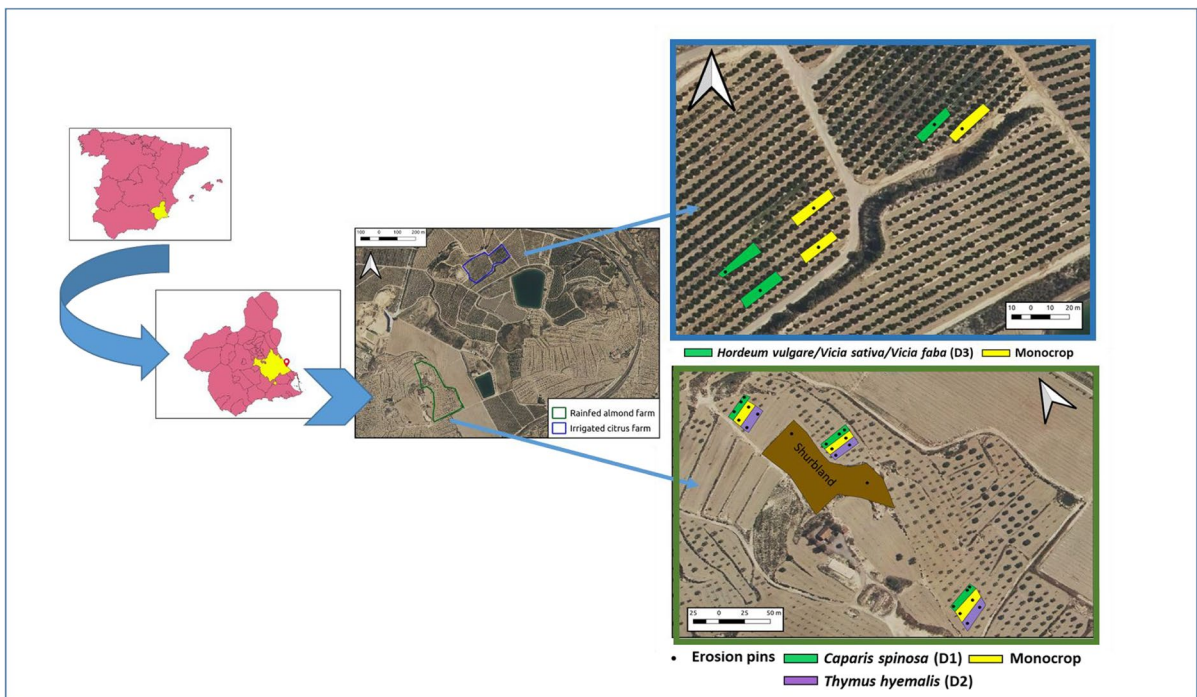 100 0 100 200 m
Rainfed almond farm
Irrigated citrus farm
10 0 10 20 m
Hordeum vulgare/Vicia sativa/Vicia faba (D3) Monocrop
Shurbland
25 0 25 50 m
• Erosion pins Caparis spinosa (D1) Monocrop
Thymus hyemalis (D2)